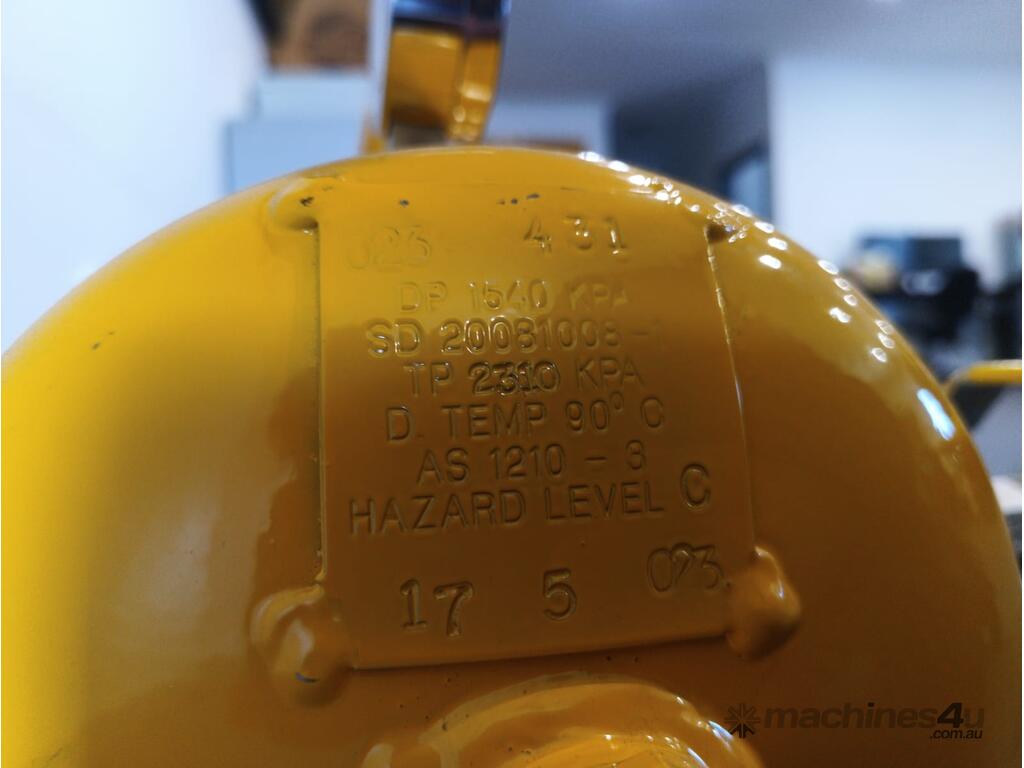 023 431
DP 1540 KPA
SD 20081008-1
TP 2310 KPA
D. TEMP 90° C
AS 1210 - 3
HAZARD LEVEL C
17 5 023
machines4u
.com.au